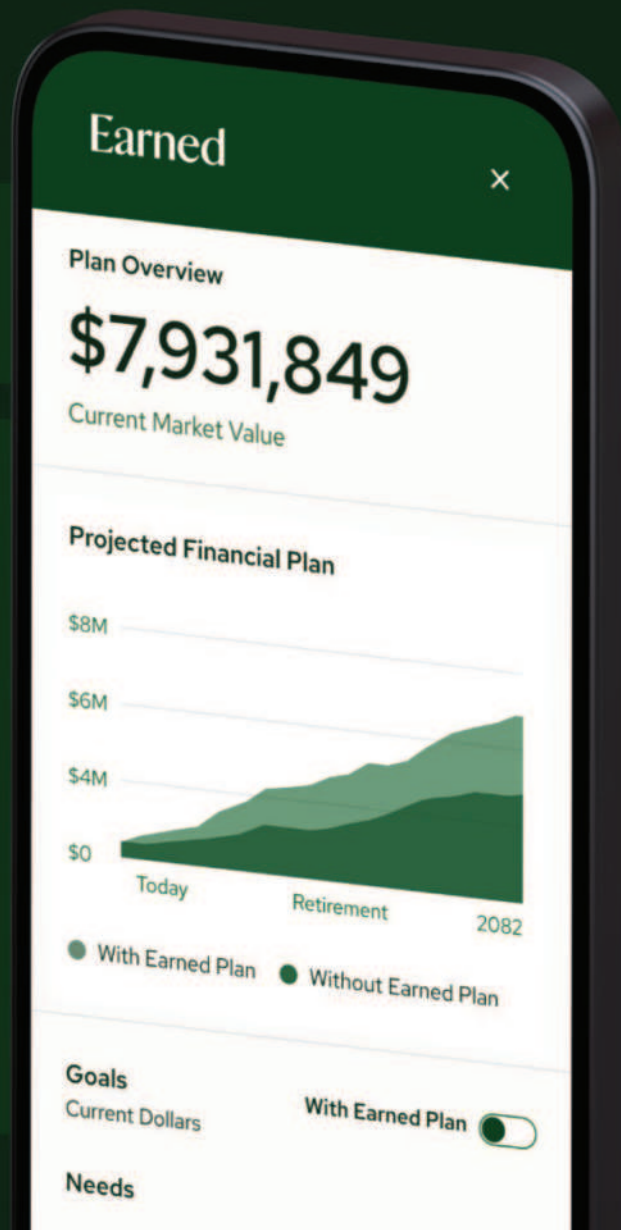 Earned
×
Plan Overview
$7,931,849
Current Market Value
Projected Financial Plan
$8M
$6M
$4M
$0
Today Retirement 2082
With Earned Plan Without Earned Plan
Goals
Current Dollars
With Earned Plan
Needs